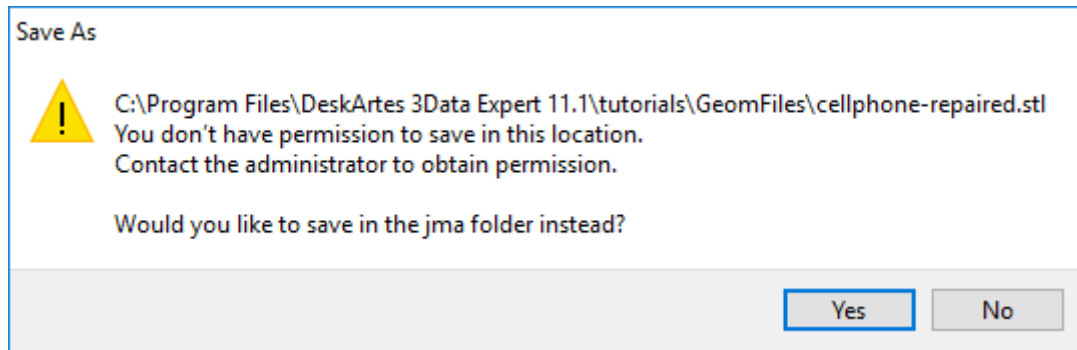 Save As
C:\Program Files\DeskArtes 3Data Expert 11.1\tutorials\GeomFiles\cellphone-repaired.stl
You don't have permission to save in this location.
Contact the administrator to obtain permission.
Would you like to save in the jma folder instead?
Yes No